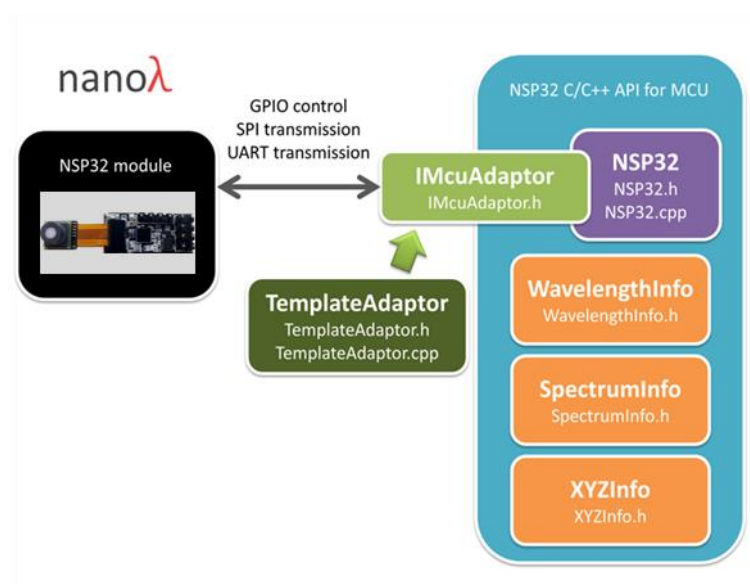 nanoλ
GPIO control
SPI transmission
UART transmission
NSP32 module
NSP32 C/C++ API for MCU
IMcuAdaptor
IMcuAdaptor.h
NSP32
NSP32.h
NSP32.cpp
TemplateAdaptor
TemplateAdaptor.h
TemplateAdaptor.cpp
WavelengthInfo
WavelengthInfo.h
SpectrumInfo
SpectrumInfo.h
XYZInfo
XYZInfo.h